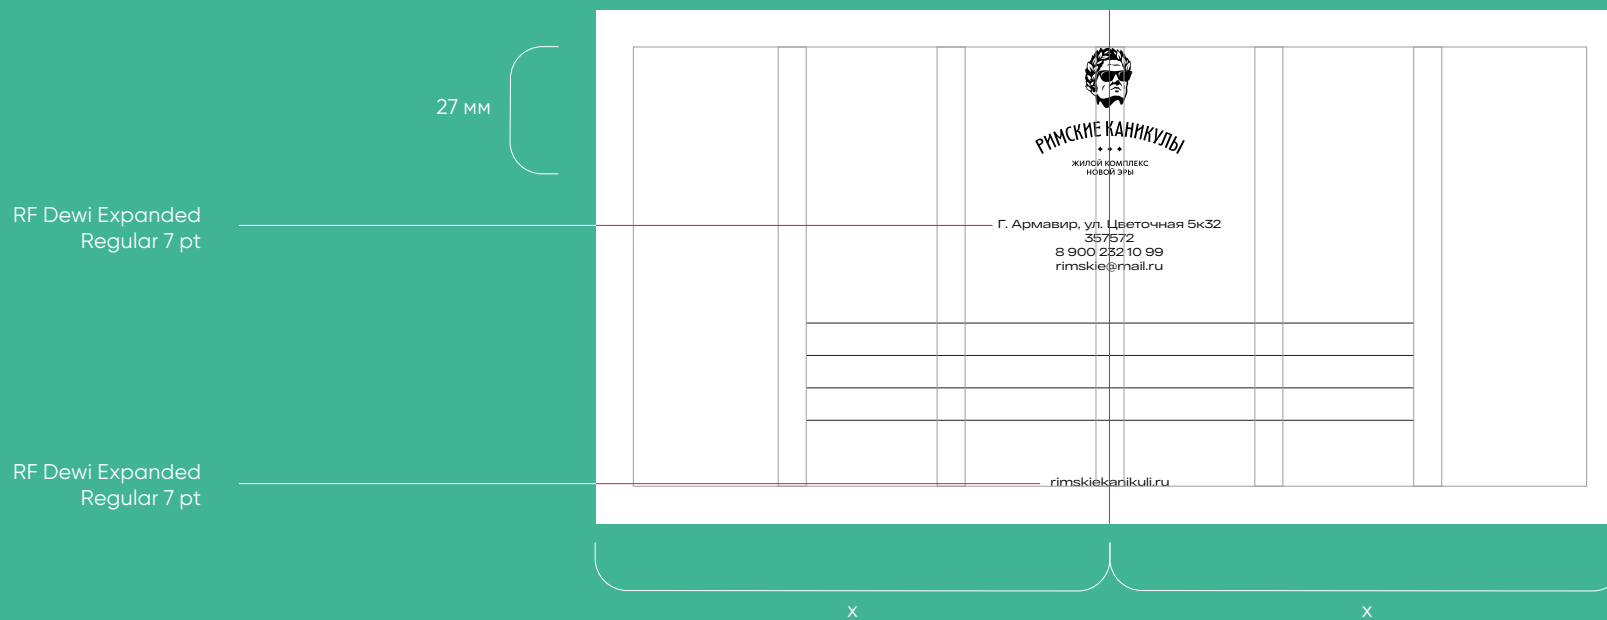 27 мм
РИМСКИЕ КАНИКУЛЫ
ЖИЛОЙ КОМПЛЕКС
НОВОЙ ЭРЫ
RF Dewi Expanded
Regular 7 pt
Г. Армавир, ул. Цветочная 5к32
357572
8 900 232 10 99
rimskie@mail.ru
RF Dewi Expanded
Regular 7 pt
rimskiekanikuli.ru
x
x